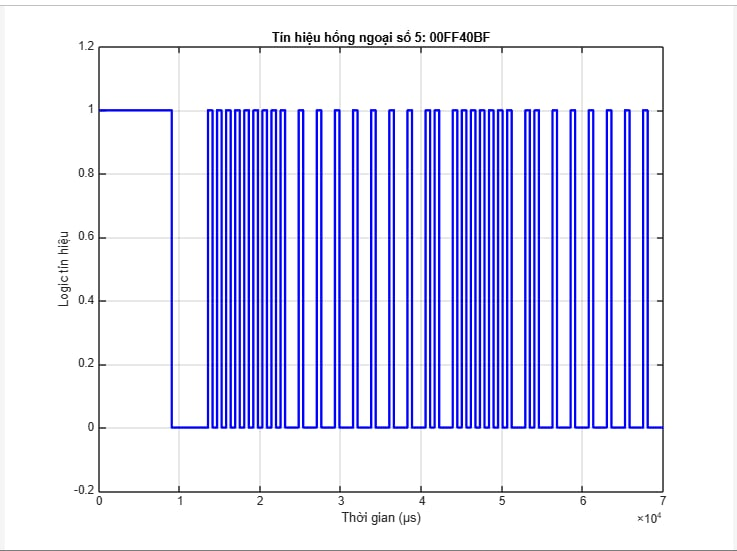 Tín hiệu hồng ngoại số 5: 00FF40BF
1.2
1
0.8
0.6
0.4
0.2
0
-0.2
Logic tín hiệu
0 1 2 3 4 5 6 7
Thời gian (µs)
×10⁴